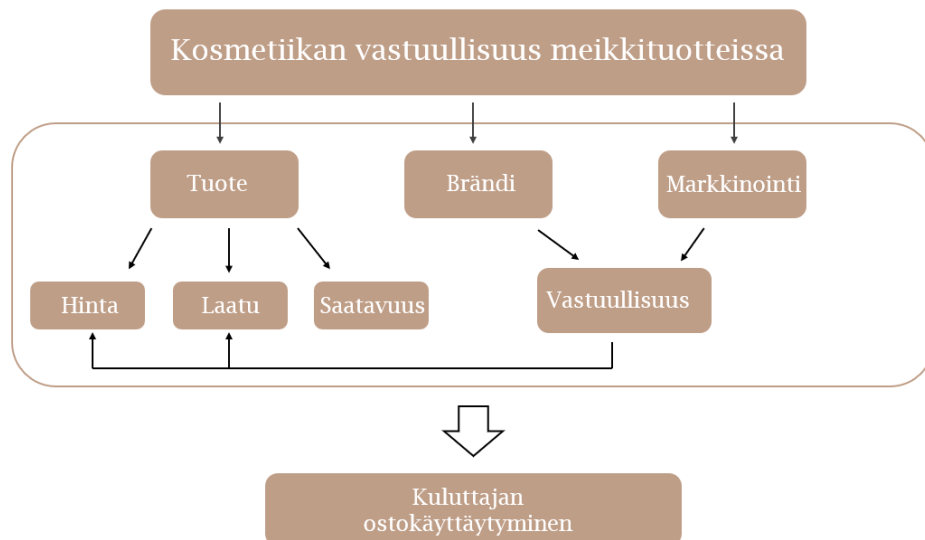 Kosmetiikan vastuullisuus meikkituotteissa
Tuote
Brändi
Markkinointi
Hinta
Laatu
Saatavuus
Vastuullisuus
Kuluttajan
ostokäyttäytyminen